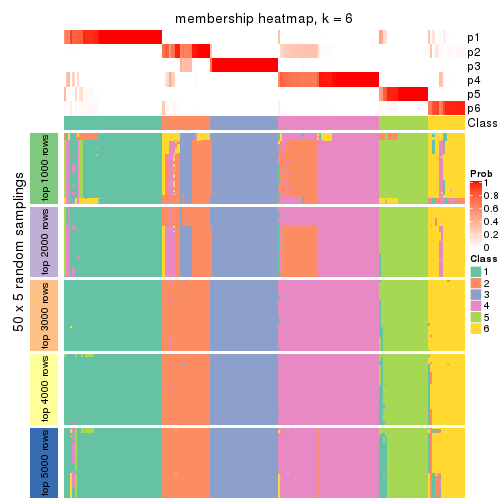 membership heatmap, k = 6
p1
p2
p3
p4
p5
p6
Class
50 x 5 random samplings
top 1000 rows
top 2000 rows
top 3000 rows
top 4000 rows
top 5000 rows
Prob
1
0.8
0.6
0.4
0.2
0
Class
1
2
3
4
5
6